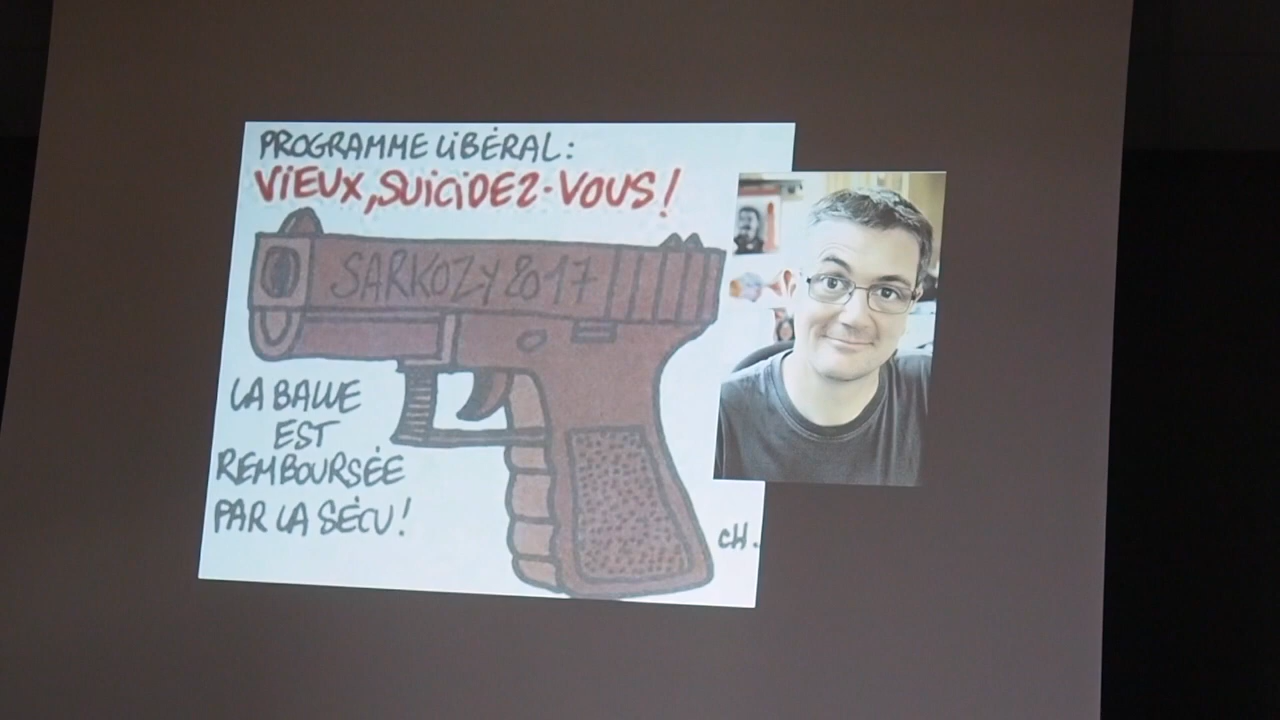 PROGRAMME LIBÉRAL:
VIEUX, SUICIDEZ-VOUS!
SARKOZY 2017
LA BALLE
EST
REMBOURSÉE
PAR LA SÉCU!
CH.